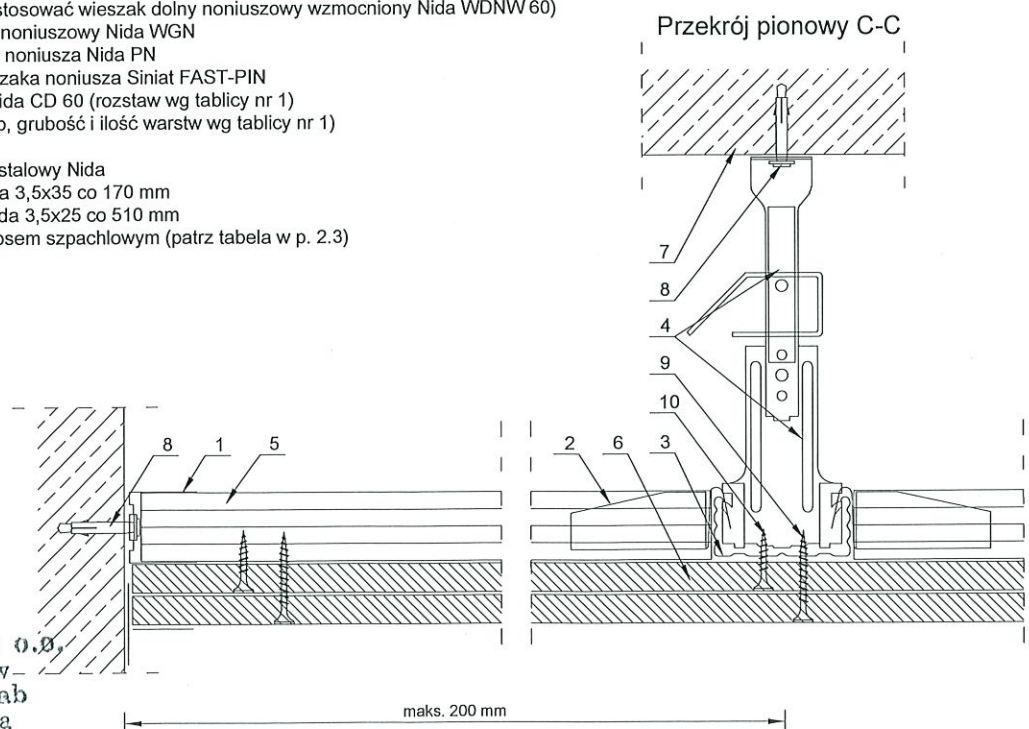 stosować wieszak dolny noniuszowy wzmocniony Nida WDNW 60)
noniuszowy Nida WGN
noniusza Nida PN
zaka noniusza Siniat FAST-PIN
ida CD 60 (rozstaw wg tablicy nr 1)
grubość i ilość warstw wg tablicy nr 1)
stalowy Nida
a 3,5x35 co 170 mm
da 3,5x25 co 510 mm
osem szpachlowym (patrz tabela w p. 2.3)
Przekrój pionowy C-C
7
8
4
9
10
3
8
1
5
2
6
o.o.
ab
a
maks. 200 mm